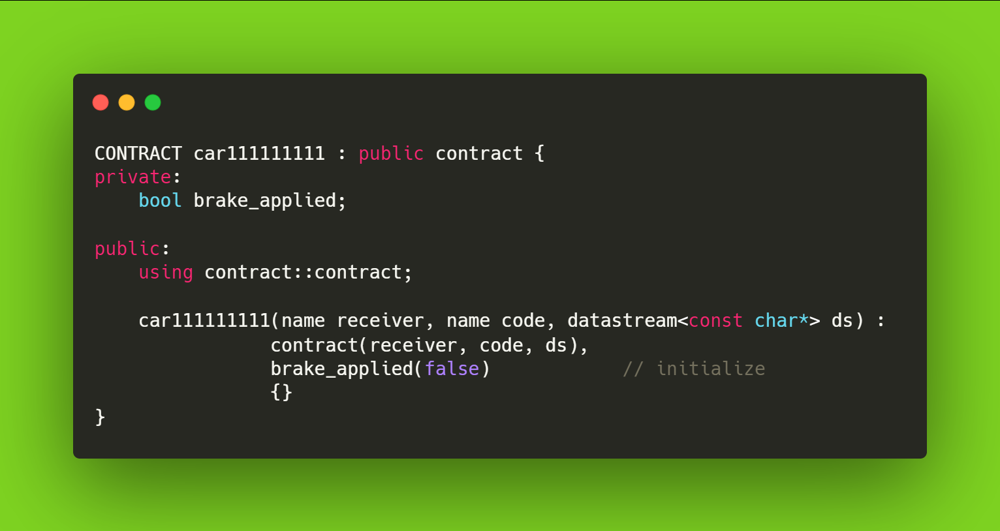 CONTRACT car111111111 : public contract {
private:
    bool brake_applied;

public:
    using contract::contract;

    car111111111(name receiver, name code, datastream<const char*> ds) :
                contract(receiver, code, ds),
                brake_applied(false)            // initialize
                {}
}